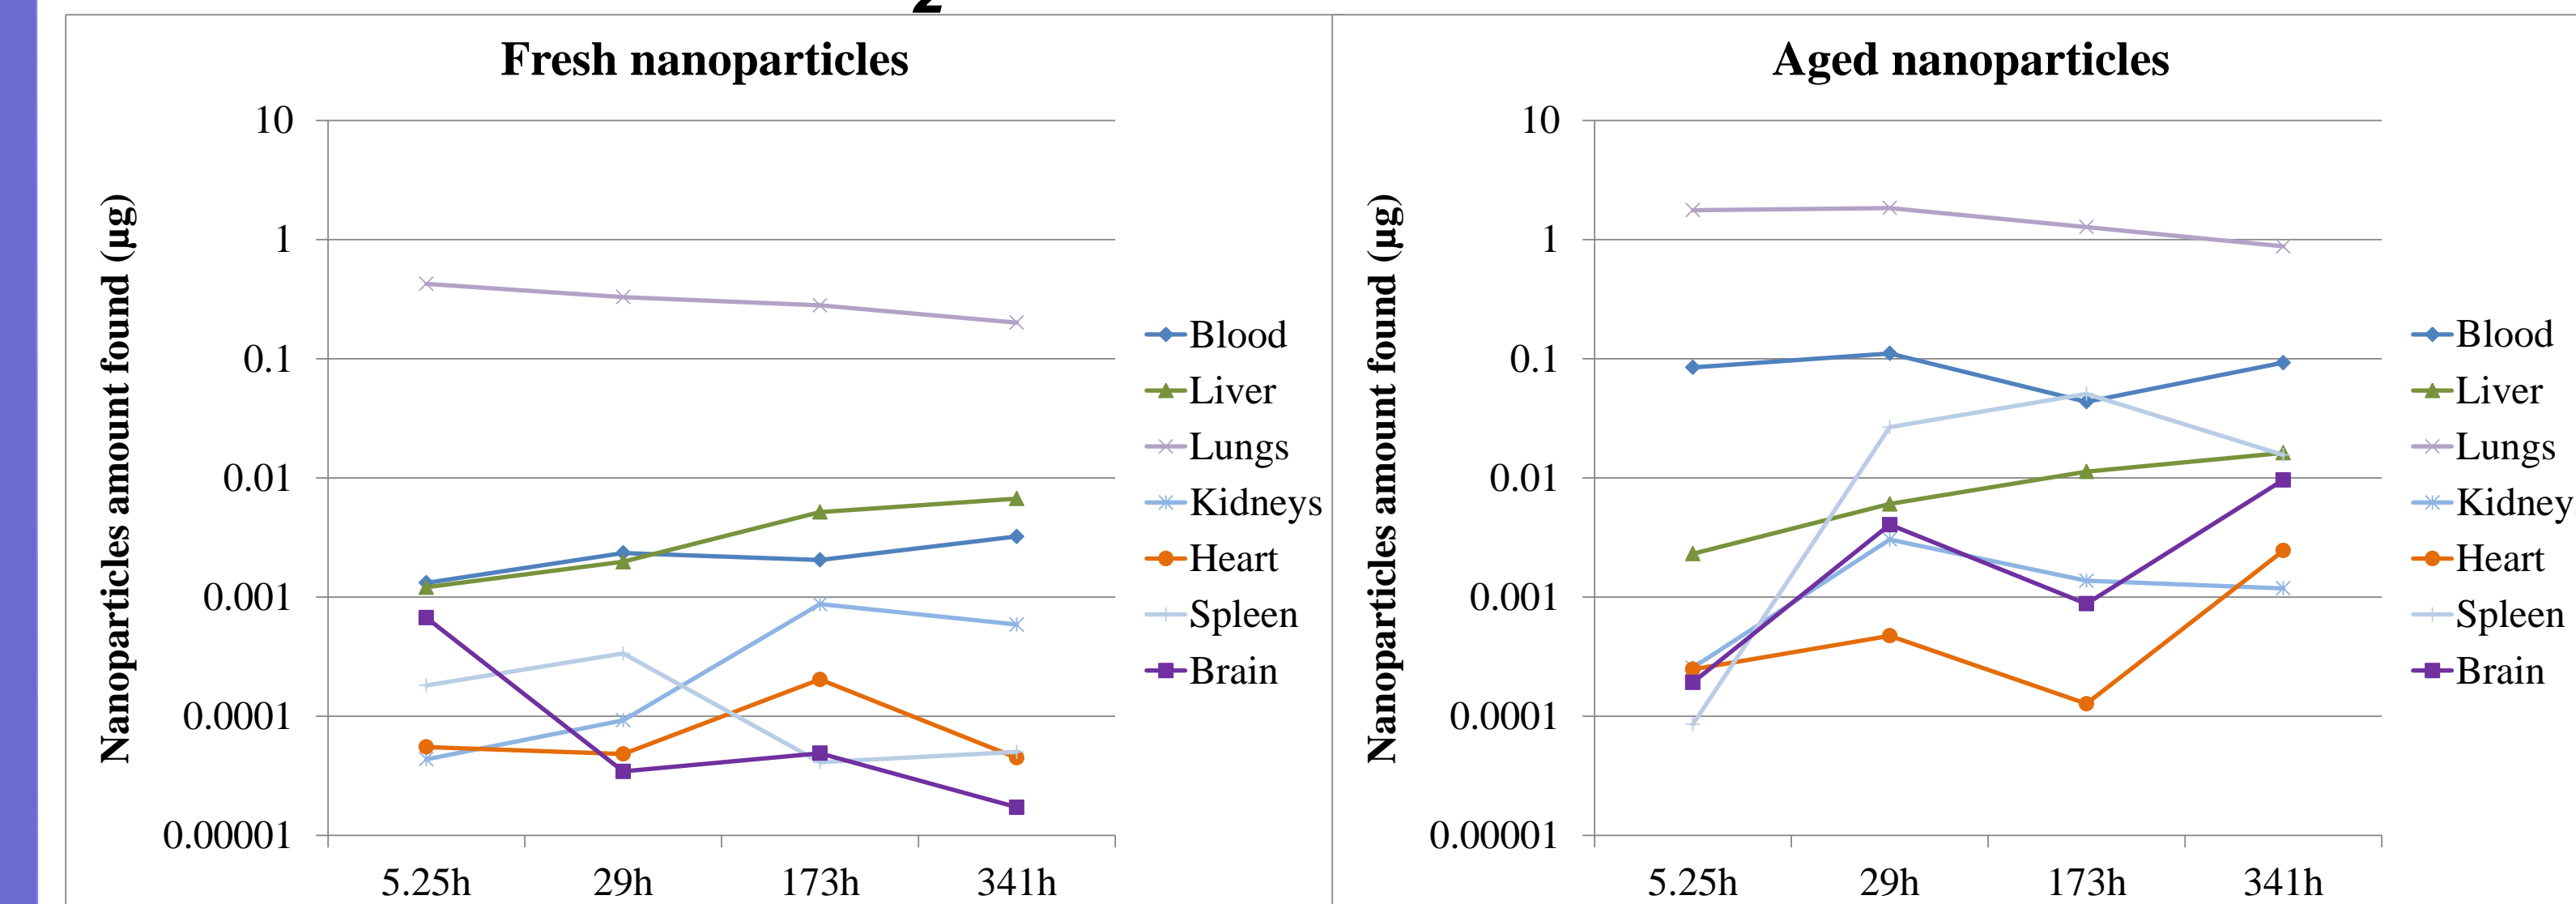 2
Fresh nanoparticles
Nanoparticles amount found (µg)
10
1
0.1
0.01
0.001
0.0001
0.00001
5.25h 29h 173h 341h
Blood
Liver
Lungs
Kidneys
Heart
Spleen
Brain
Aged nanoparticles
Nanoparticles amount found (µg
10
1
0.1
0.01
0.001
0.0001
0.00001
5.25h 29h 173h 341h
Blood
Liver
Lungs
Kidney
Heart
Spleen
Brain